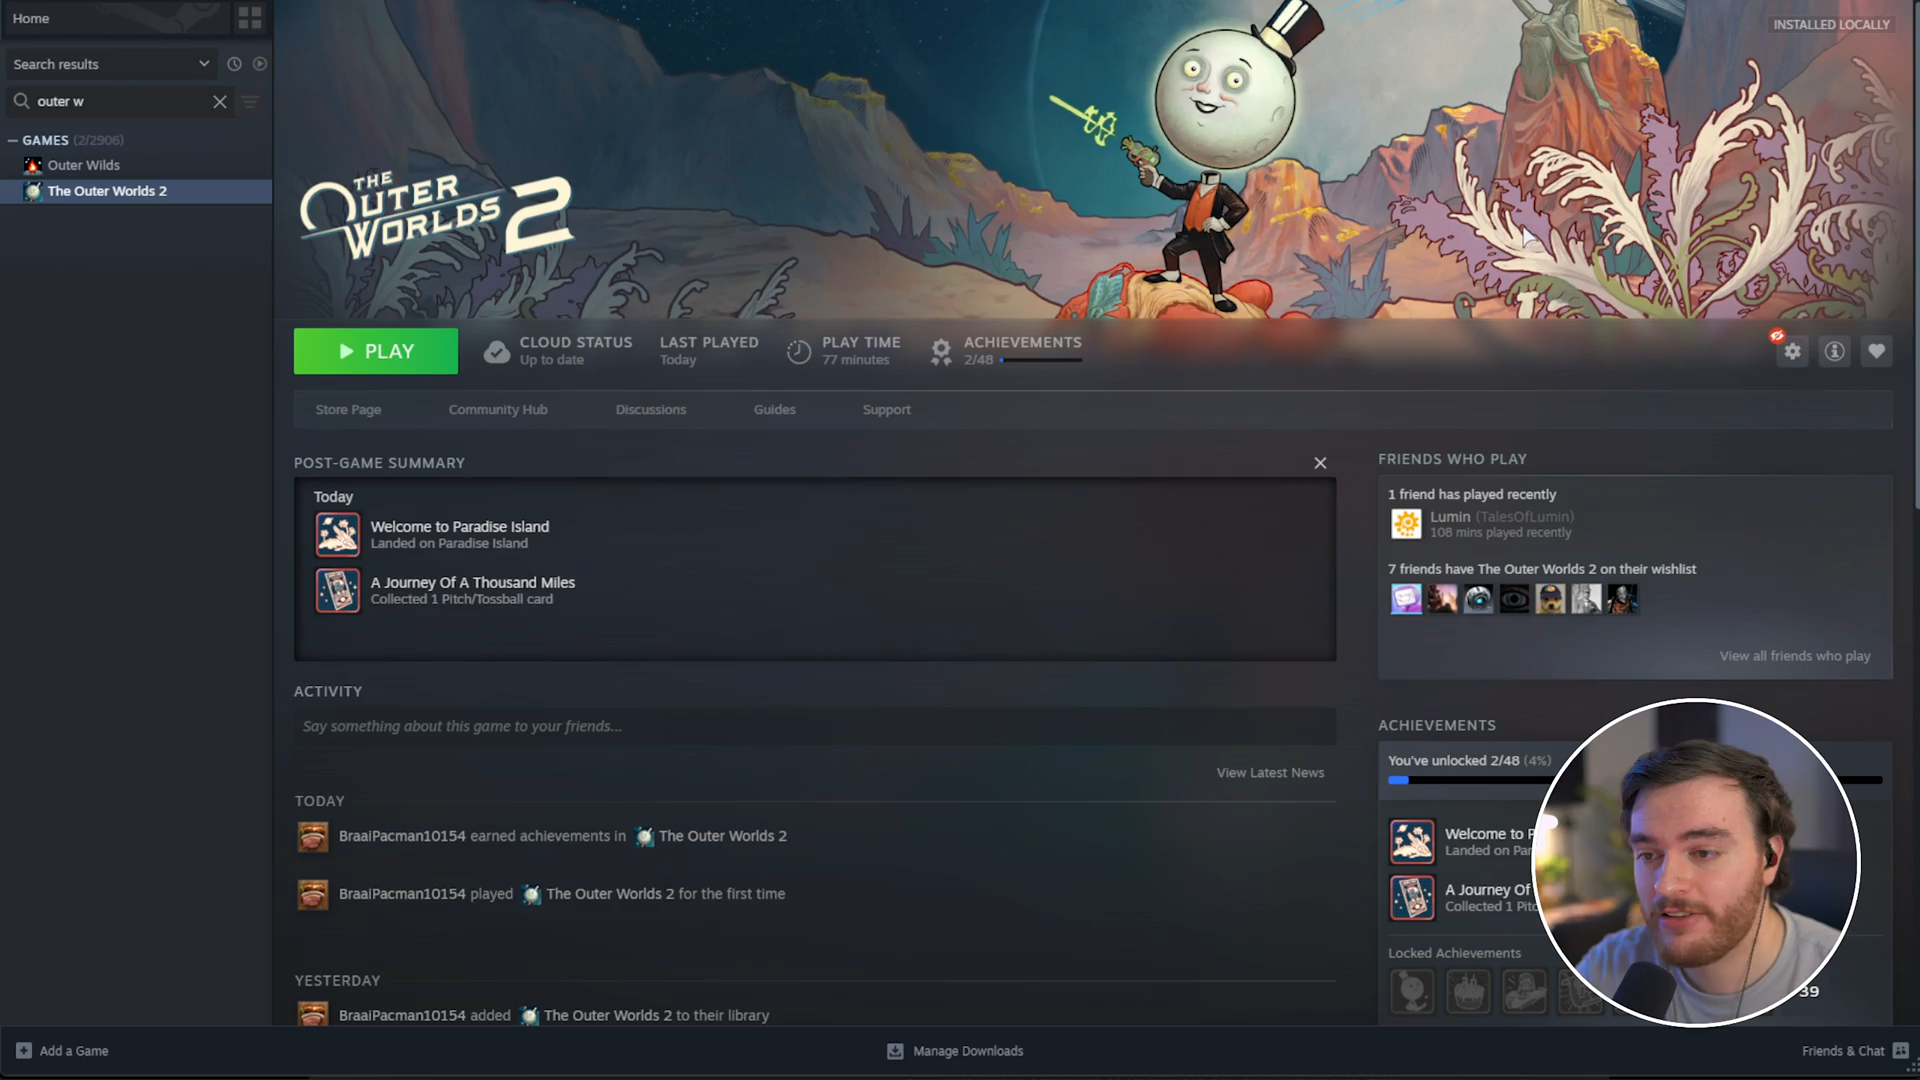 Home
Search results
outer w
GAMES (2/2906)
Outer Wilds
The Outer Worlds 2
INSTALLED LOCALLY
THE
OUTER
WORLDS 2
PLAY
CLOUD STATUS
Up to date
LAST PLAYED
Today
PLAY TIME
77 minutes
ACHIEVEMENTS
2/48
Store Page
Community Hub
Discussions
Guides
Support
POST-GAME SUMMARY
Today
Welcome to Paradise Island
Landed on Paradise Island
A Journey Of A Thousand Miles
Collected 1 Pitch/Tossball card
ACTIVITY
Say something about this game to your friends...
View Latest News
TODAY
BraaiPacman10154 earned achievements in The Outer Worlds 2
BraaiPacman10154 played The Outer Worlds 2 for the first time
YESTERDAY
BraaiPacman10154 added The Outer Worlds 2 to their library
FRIENDS WHO PLAY
1 friend has played recently
Lumin (TalesOfLumin)
108 mins played recently
7 friends have The Outer Worlds 2 on their wishlist
View all friends who play
ACHIEVEMENTS
You've unlocked 2/48 (4%)
Welcome to P
Landed on Par
A Journey Of
Collected 1 Pitc
Locked Achievements
39
Add a Game
Manage Downloads
Friends & Chat